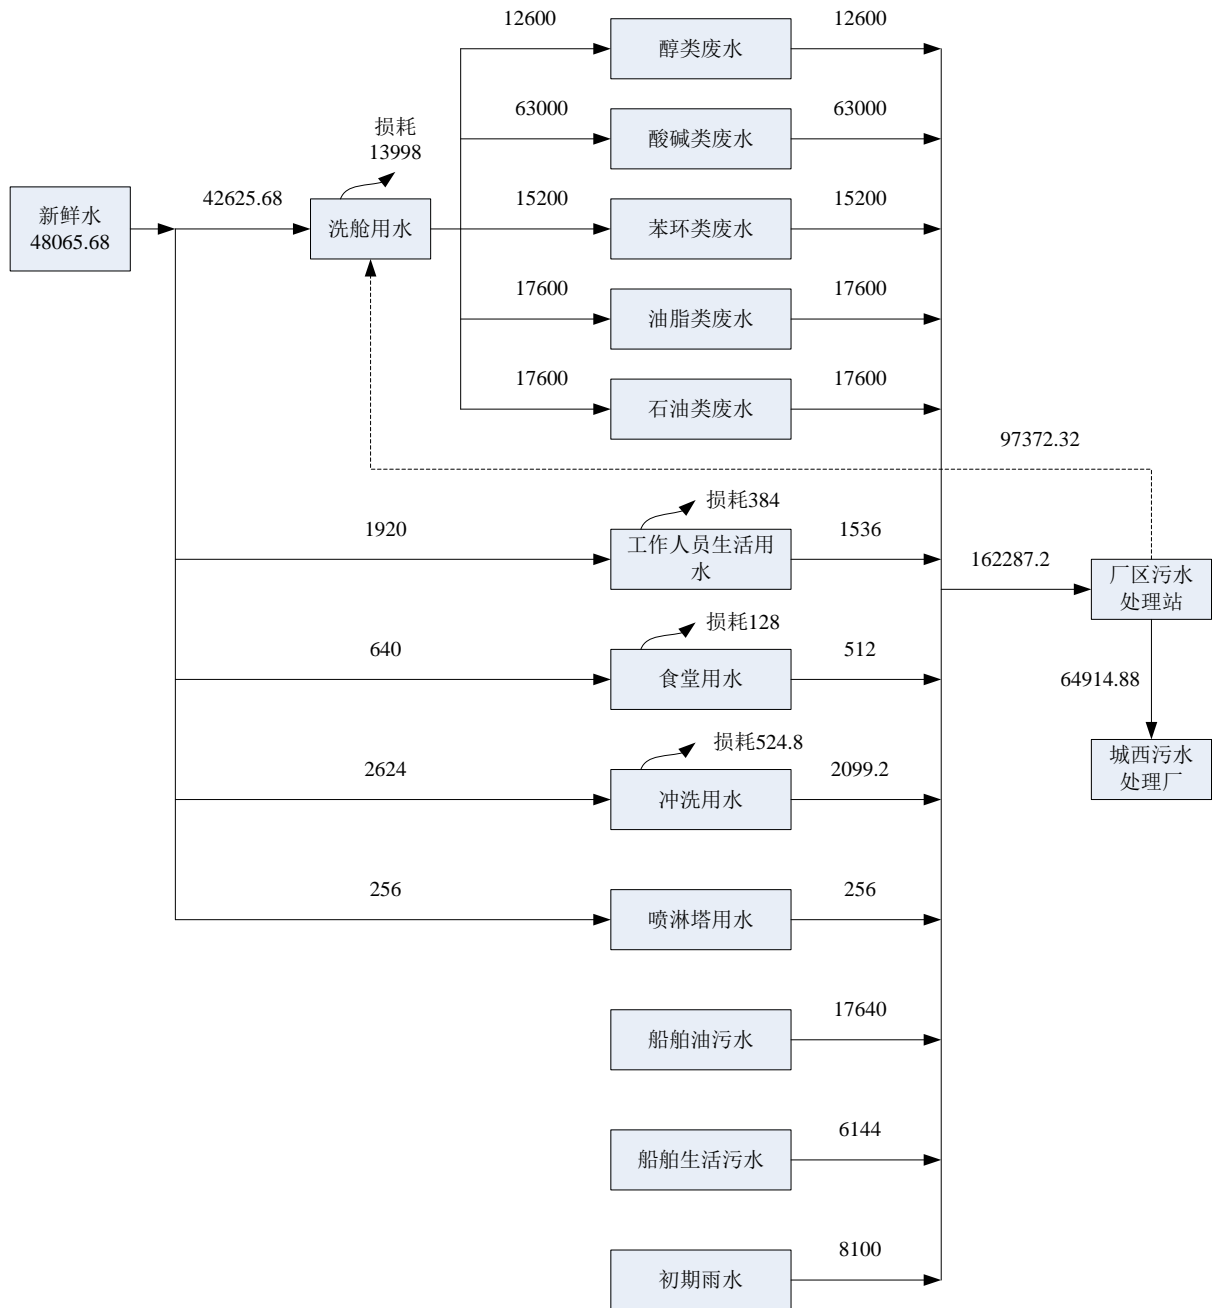 12600
醇类废水
12600
63000
酸碱类废水
63000
损耗
13998
新鲜水
48065.68
42625.68
洗舱用水
15200
苯环类废水
15200
17600
油脂类废水
17600
17600
石油类废水
17600
97372.32
1920
损耗384
工作人员生活用
水
1536
162287.2
厂区污水
处理站
640
损耗128
食堂用水
512
64914.88
城西污水
处理厂
2624
损耗524.8
冲洗用水
2099.2
256
喷淋塔用水
256
船舶油污水
17640
船舶生活污水
6144
初期雨水
8100